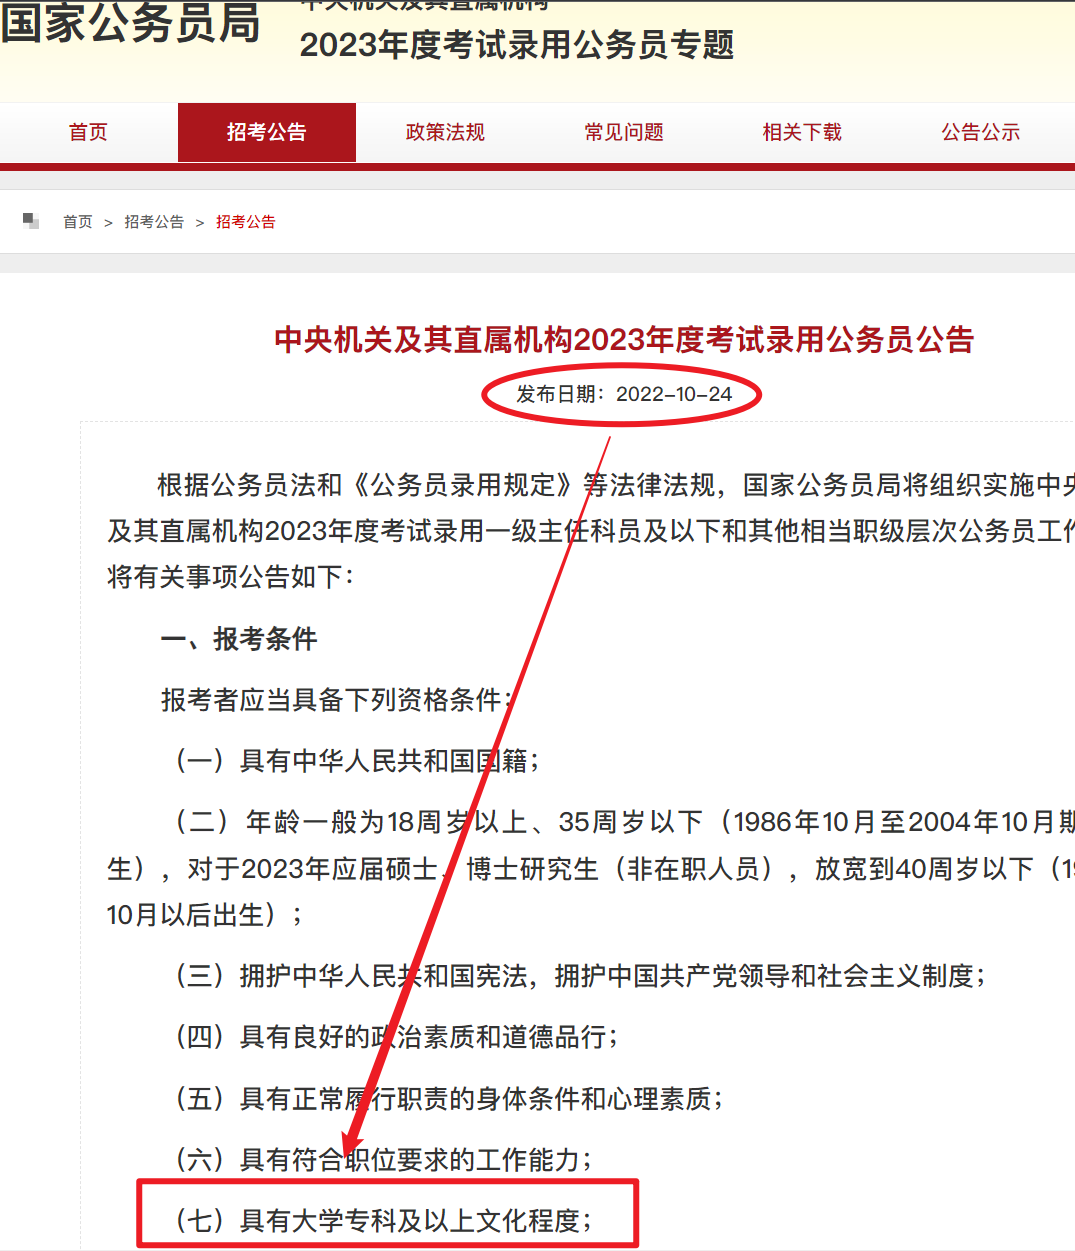 国家公务员局
中央机关及其直属机构
2023年度考试录用公务员专题
首页 招考公告 政策法规 常见问题 相关下载 公告公示
首页 > 招考公告 > 招考公告
中央机关及其直属机构2023年度考试录用公务员公告
发布日期：2022-10-24
根据公务员法和《公务员录用规定》等法律法规，国家公务员局将组织实施中央
及其直属机构2023年度考试录用一级主任科员及以下和其他相当职级层次公务员工作
将有关事项公告如下：
一、报考条件
报考者应当具备下列资格条件：
（一）具有中华人民共和国国籍；
（二）年龄一般为18周岁以上、35周岁以下（1986年10月至2004年10月期
生），对于2023年应届硕士、博士研究生（非在职人员），放宽到40周岁以下（19
10月以后出生）；
（三）拥护中华人民共和国宪法，拥护中国共产党领导和社会主义制度；
（四）具有良好的政治素质和道德品行；
（五）具有正常履行职责的身体条件和心理素质；
（六）具有符合职位要求的工作能力；
（七）具有大学专科及以上文化程度；